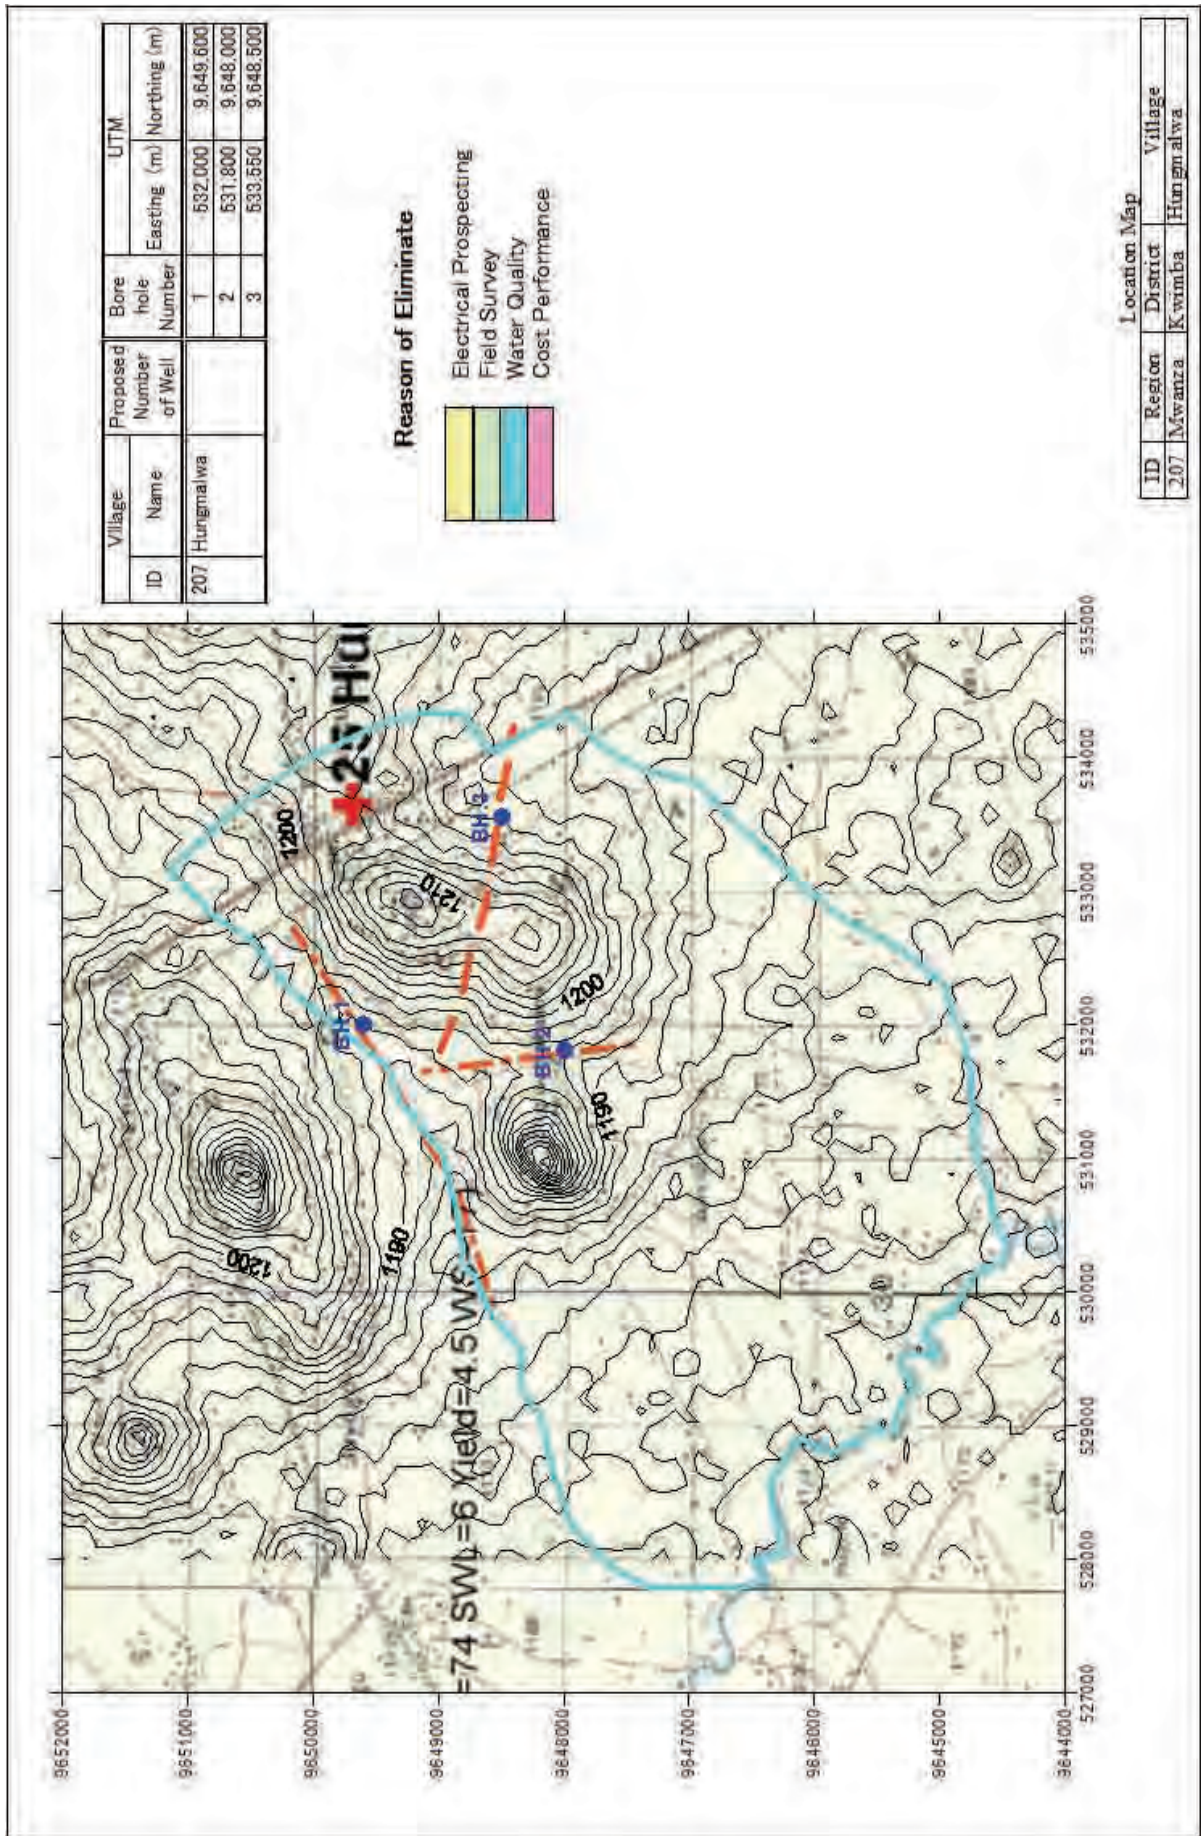 Village
Proposed Number of Well
Bore hole Number
UTM
ID
Name
Easting (m)
Northing (m)
207 Hungmalwa
1 532.000 9.649.600
2 531.800 9.648.000
3 533.550 9.648.500
Reason of Eliminate
Electrical Prospecting
Field Survey
Water Quality
Cost Performance
9652000
9651000
9650000
9649000
9648000
9647000
9646000
9645000
9644000
527000
528000
529000
530000
531000
532000
533000
534000
535000
=74 SWL=6 Yield=4.5
+25
BH-1
BH-2
BH-3
1200
1200
1210
1200
1190
1190
Location Map
ID Region District Village
207 Mwanza Kwimba Hungmalwa